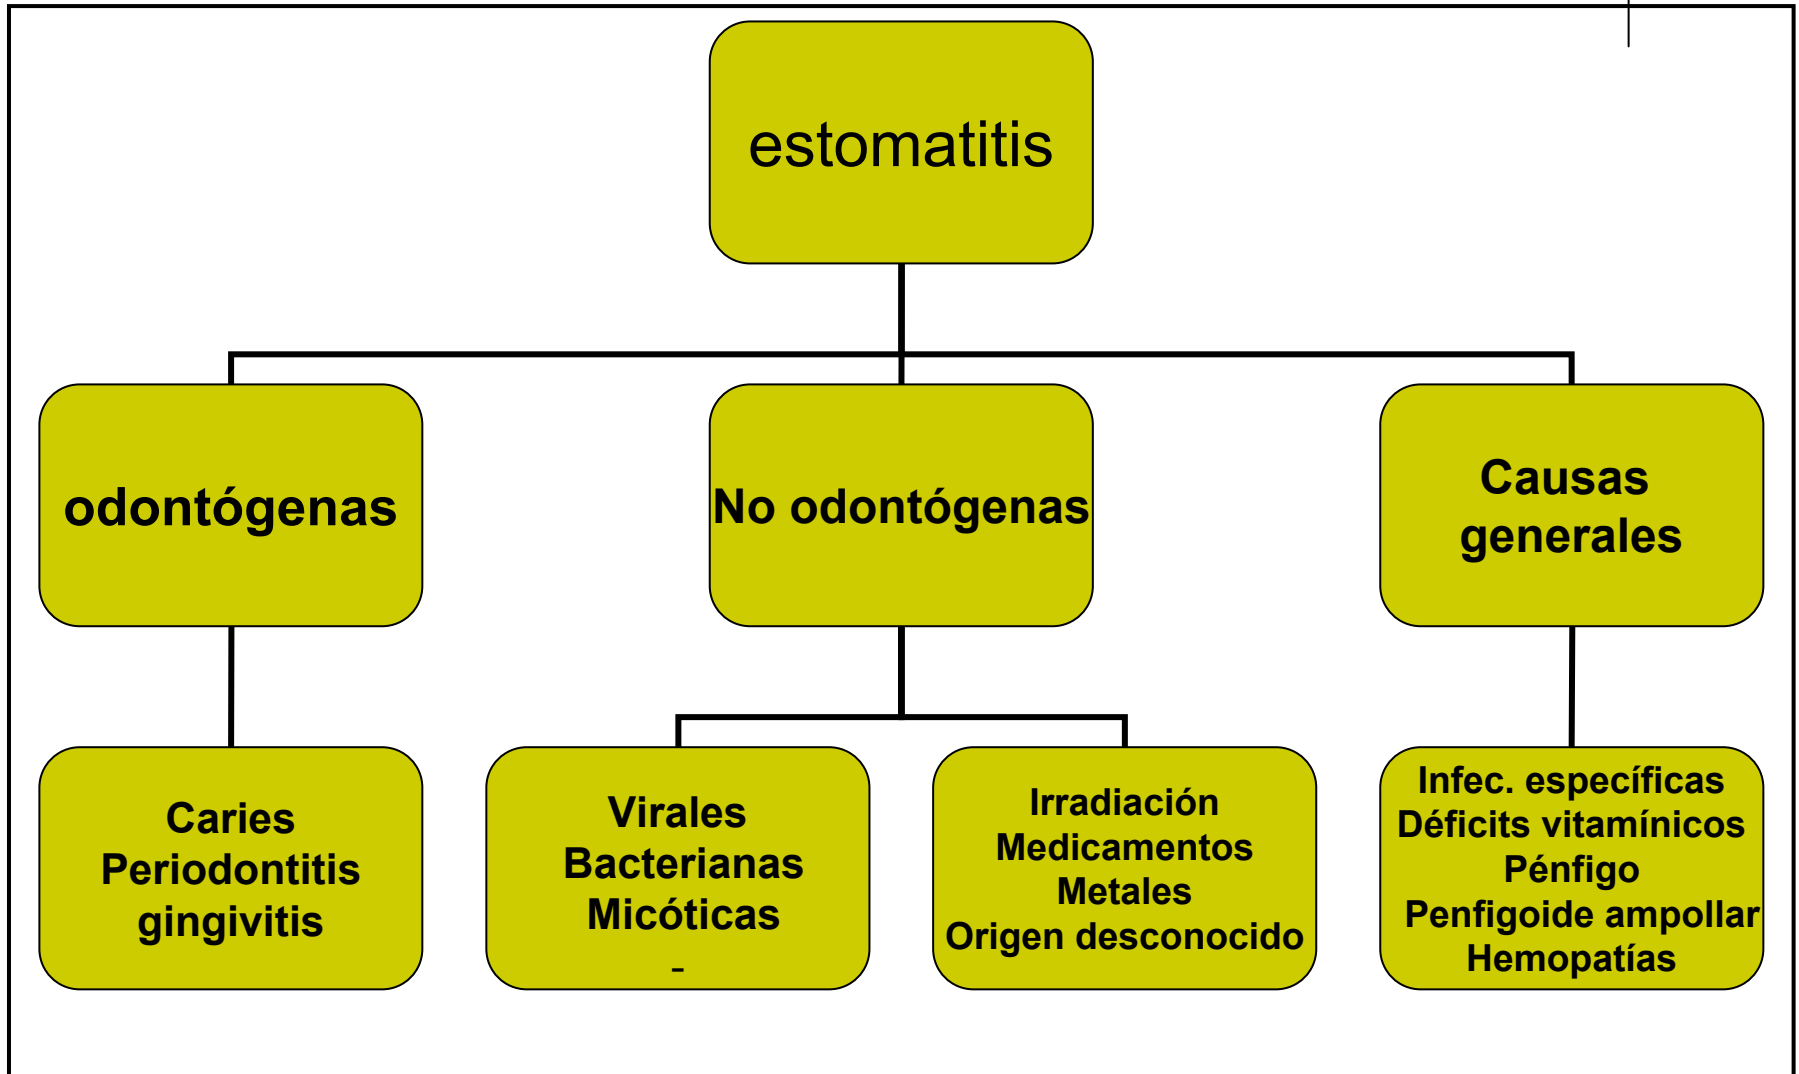 estomatitis
odontógenas
No odontógenas
Causas
generales
Caries
Periodontitis
gingivitis
Virales
Bacterianas
Micóticas
-
Irradiación
Medicamentos
Metales
Origen desconocido
Infec. específicas
Déficits vitamínicos
Pénfigo
Penfigoide ampollar
Hemopatías